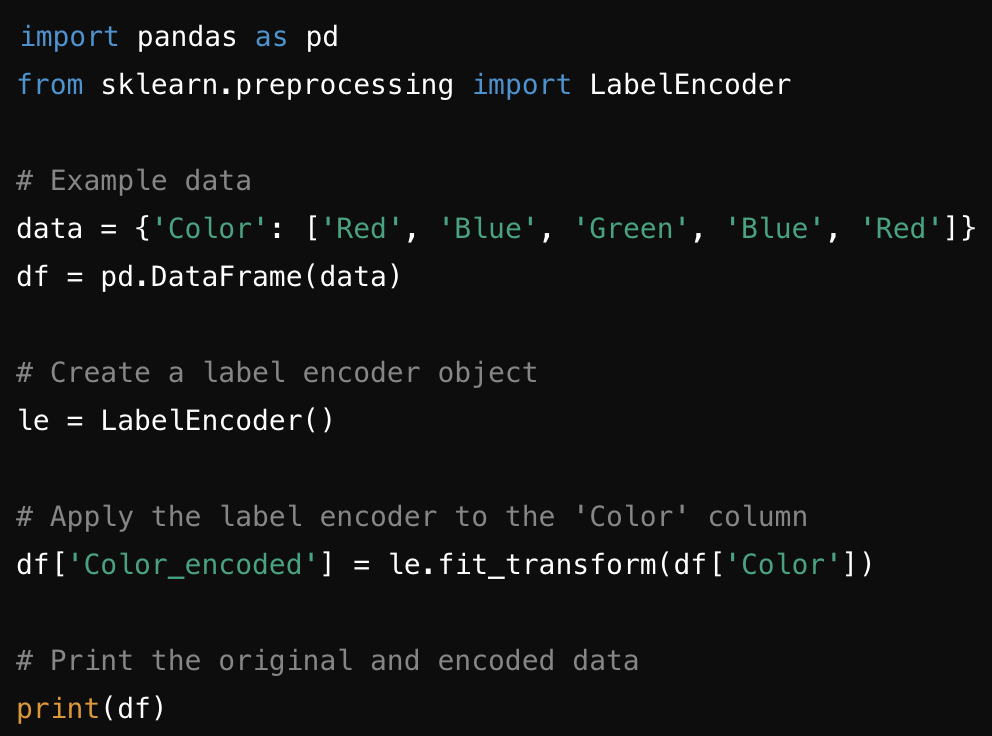 import pandas as pd
from sklearn.preprocessing import LabelEncoder
# Example data
data = {'Color': ['Red', 'Blue', 'Green', 'Blue', 'Red']}
df = pd.DataFrame(data)
# Create a label encoder object
le = LabelEncoder()
# Apply the label encoder to the 'Color' column
df['Color_encoded'] = le.fit_transform(df['Color'])
# Print the original and encoded data
print(df)